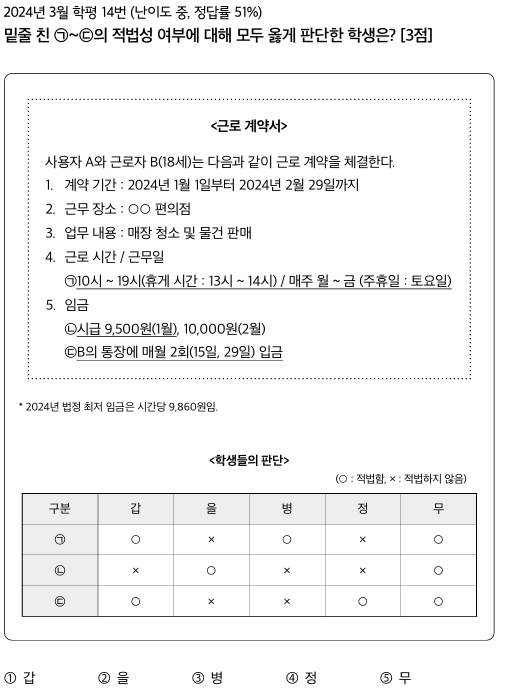 2024년 3월 학평 14번 (난이도 중, 정답률 51%)
밑줄 친 ㉠~㉢의 적법성 여부에 대해 모두 옳게 판단한 학생은? [3점]
<근로 계약서>
사용자 A와 근로자 B(18세)는 다음과 같이 근로 계약을 체결한다.
1. 계약 기간 : 2024년 1월 1일부터 2024년 2월 29일까지
2. 근무 장소 : ○○ 편의점
3. 업무 내용 : 매장 청소 및 물건 판매
4. 근로 시간 / 근무일
㉠10시 ~ 19시(휴게 시간 : 13시 ~ 14시) / 매주 월 ~ 금 (주휴일 : 토요일)
5. 임금
㉡시급 9,500원(1월), 10,000원(2월)
㉢B의 통장에 매월 2회(15일, 29일) 입금
* 2024년 법정 최저 임금은 시간당 9,860원임.
<학생들의 판단>
(○ : 적법함, × : 적법하지 않음)
구분 갑 을 병 정 무
㉠ ○ × ○ × ○
㉡ × ○ × × ○
㉢ ○ × × ○ ○
① 갑 ② 을 ③ 병 ④ 정 ⑤ 무